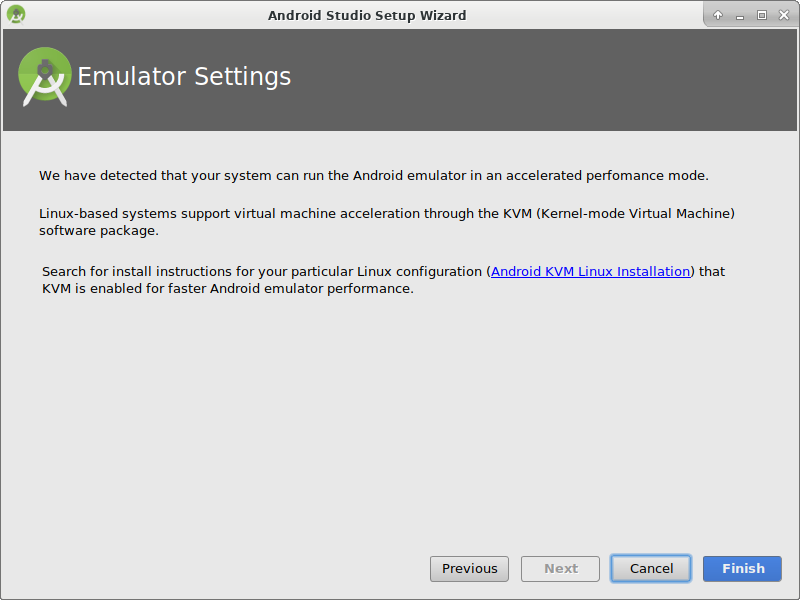 Android Studio Setup Wizard
Emulator Settings
We have detected that your system can run the Android emulator in an accelerated perfomance mode.
Linux-based systems support virtual machine acceleration through the KVM (Kernel-mode Virtual Machine)
software package.
Search for install instructions for your particular Linux configuration (Android KVM Linux Installation) that
KVM is enabled for faster Android emulator performance.
Previous Next Cancel Finish